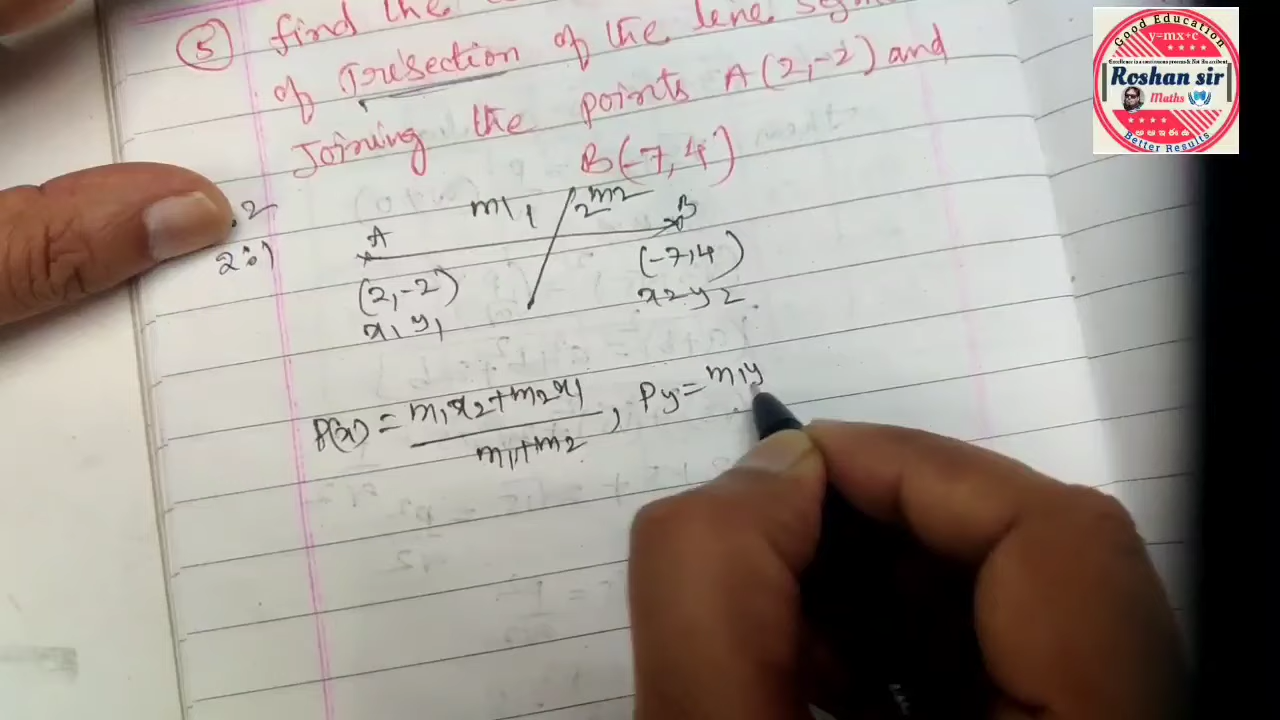 5 find the
of Trisection of the line
Joining the points A(2,-2) and
B(-7,4)
m1 1 / 2 m2
.2
2:1
A B
(2,-2) (-7,4)
x1 y1 x2 y2
P(x) = m1x2+m2x1 / m1+m2 , Py = m1y
Good Education
y=mx+c
Roshan sir
Maths
Better Results